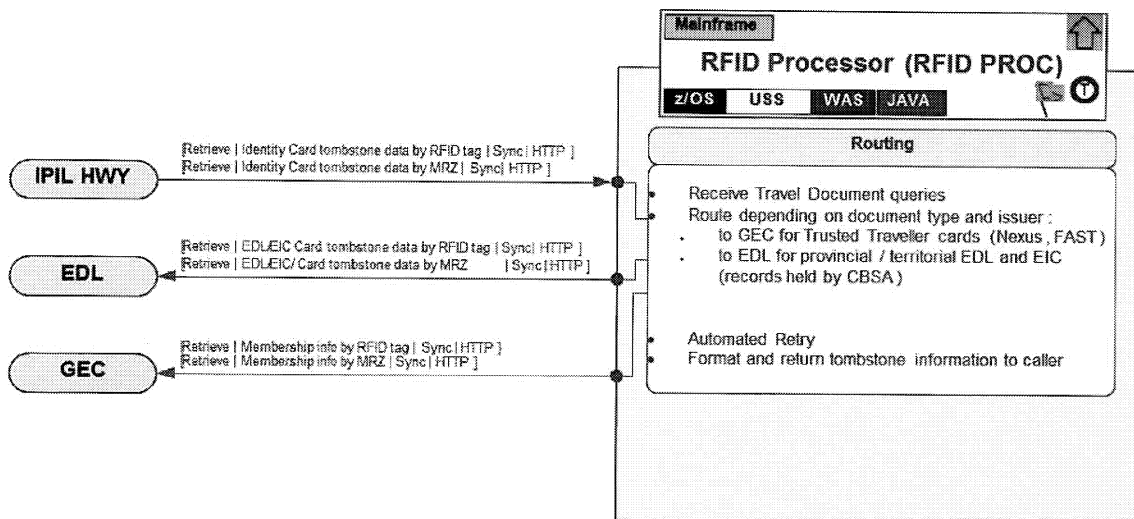 Mainframe
RFID Processor (RFID PROC)
z/OS USS WAS JAVA
T
Routing
IPIL HWY
[Retrieve | Identity Card tombstone data by RFID tag | Sync| HTTP ]
[Retrieve | Identity Card tombstone data by MRZ | Sync| HTTP ]
• Receive Travel Document queries
• Route depending on document type and issuer :
• to GEC for Trusted Traveller cards (Nexus, FAST)
• to EDL for provincial / territorial EDL and EIC
(records held by CBSA)
EDL
[Retrieve | EDL/EIC Card tombstone data by RFID tag | Sync| HTTP ]
[Retrieve | EDL/EIC/ Card tombstone data by MRZ | Sync|HTTP ]
• Automated Retry
• Format and return tombstone information to caller
GEC
[Retrieve | Membership info by RFID tag | Sync|HTTP ]
[Retrieve | Membership info by MRZ | Sync| HTTP ]